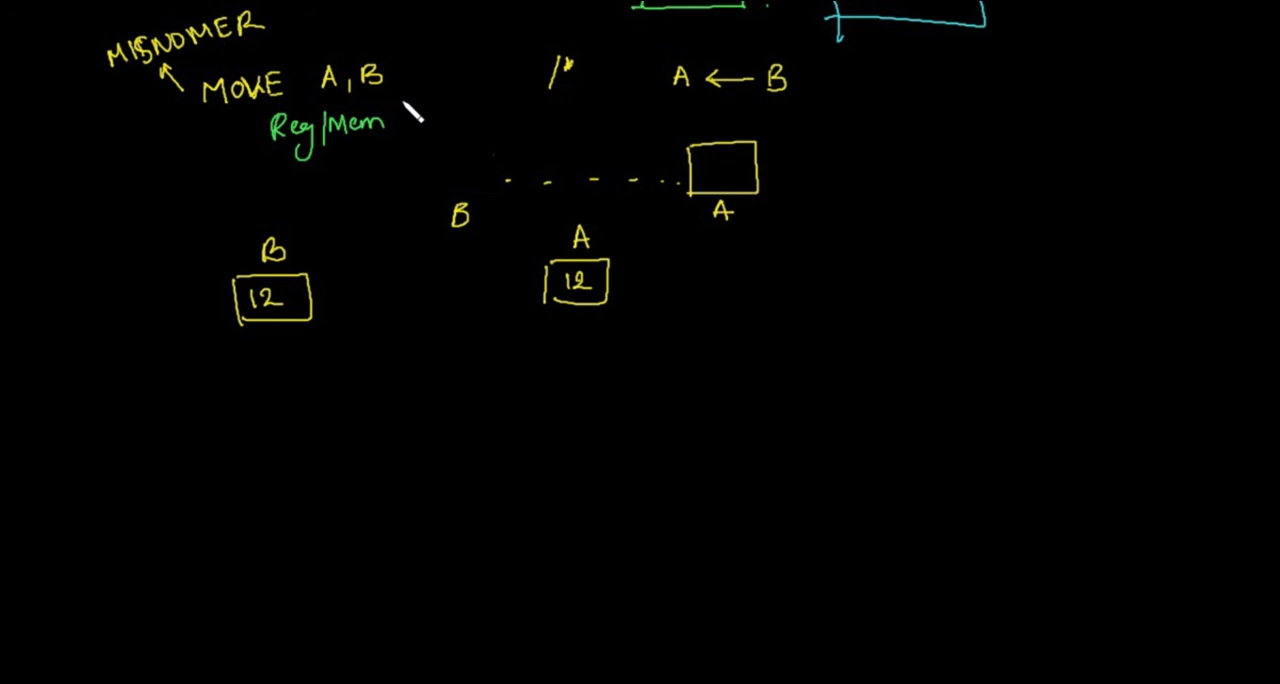 MISNOMER
MOVE A, B /* A ← B
Reg/Mem
B A
B A
12 12